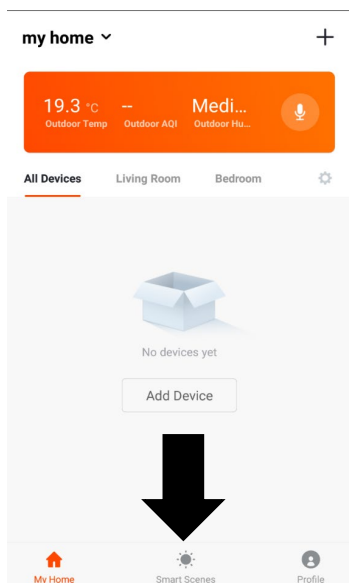 my home
19.3 °C -- Medi...
Outdoor Temp Outdoor AQI Outdoor Hu...
All Devices Living Room Bedroom
No devices yet
Add Device
My Home Smart Scenes Profile